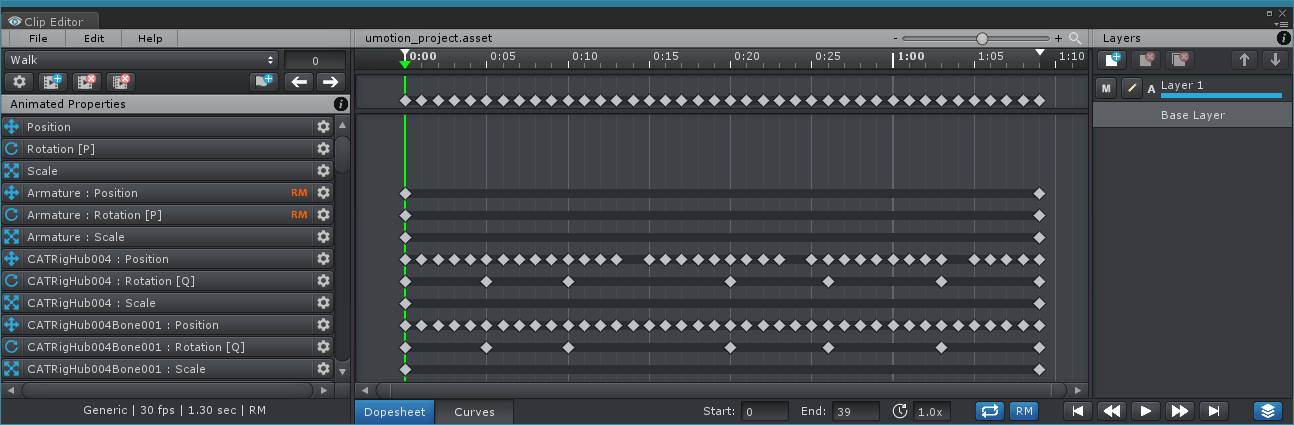 Clip Editor
File Edit Help
umotion_project.asset
- +
Layers
Walk 0
0:00 0:05 0:10 0:15 0:20 0:25 1:00 1:05 1:10
Animated Properties
M A Layer 1
Base Layer
Position
Rotation [P]
Scale
Armature : Position RM
Armature : Rotation [P] RM
Armature : Scale
CATRigHub004 : Position
CATRigHub004 : Rotation [Q]
CATRigHub004 : Scale
CATRigHub004Bone001 : Position
CATRigHub004Bone001 : Rotation [Q]
CATRigHub004Bone001 : Scale
Generic | 30 fps | 1.30 sec | RM
Dopesheet Curves Start: 0 End: 39 1.0x RM